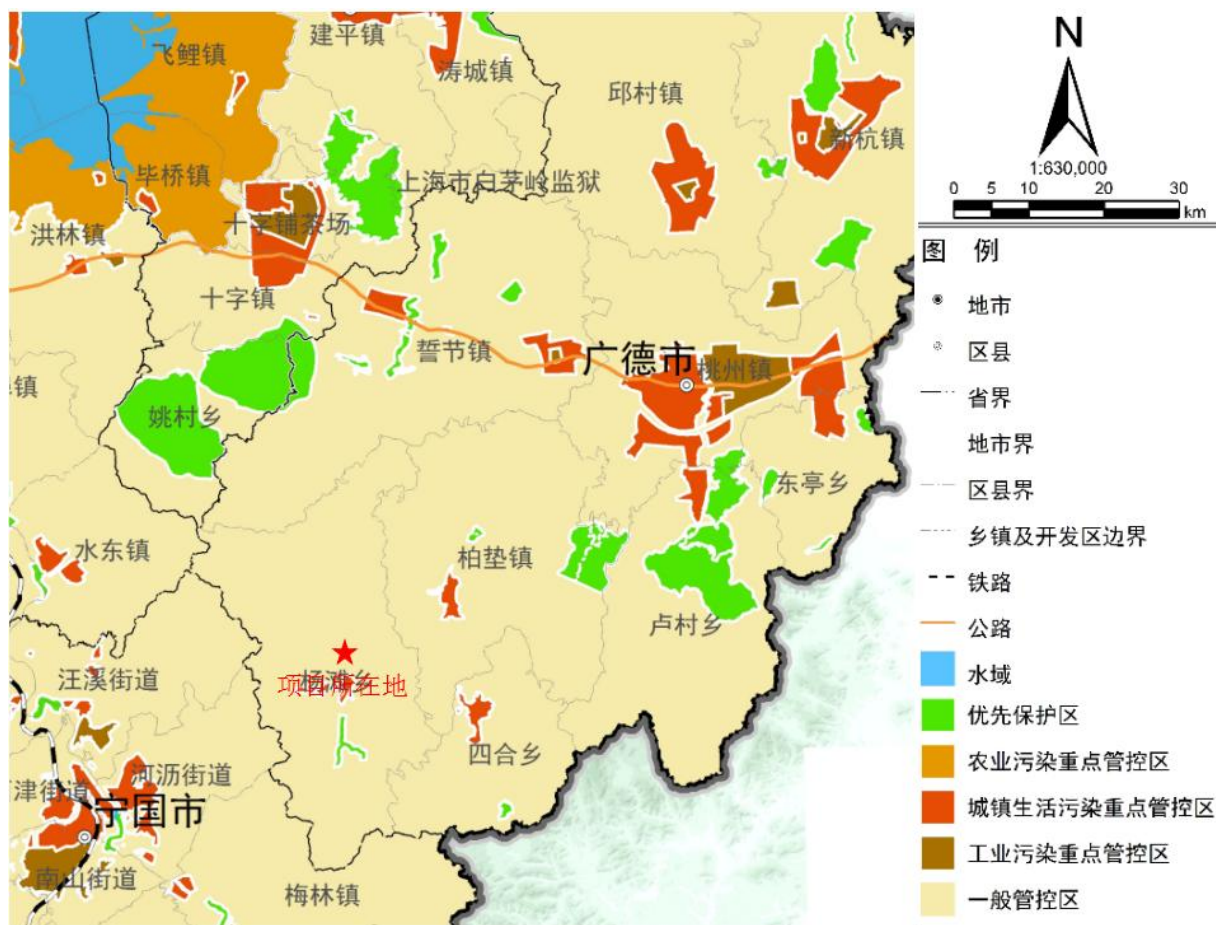 飞鲤镇
建平镇
涛城镇
邱村镇
新杭镇
毕桥镇
上海市白茅岭监狱
洪林镇
十字铺茶场
十字镇
誓节镇
广德市
桃州镇
镇
姚村乡
东亭乡
水东镇
柏垫镇
卢村乡
汪溪街道
杨滩乡
项目所在地
四合乡
河沥街道
津街道
宁国市
南山街道
梅林镇
N
1:630,000
0 5 10 20 30
km
图 例
地市
区县
省界
地市界
区县界
乡镇及开发区边界
铁路
公路
水域
优先保护区
农业污染重点管控区
城镇生活污染重点管控区
工业污染重点管控区
一般管控区